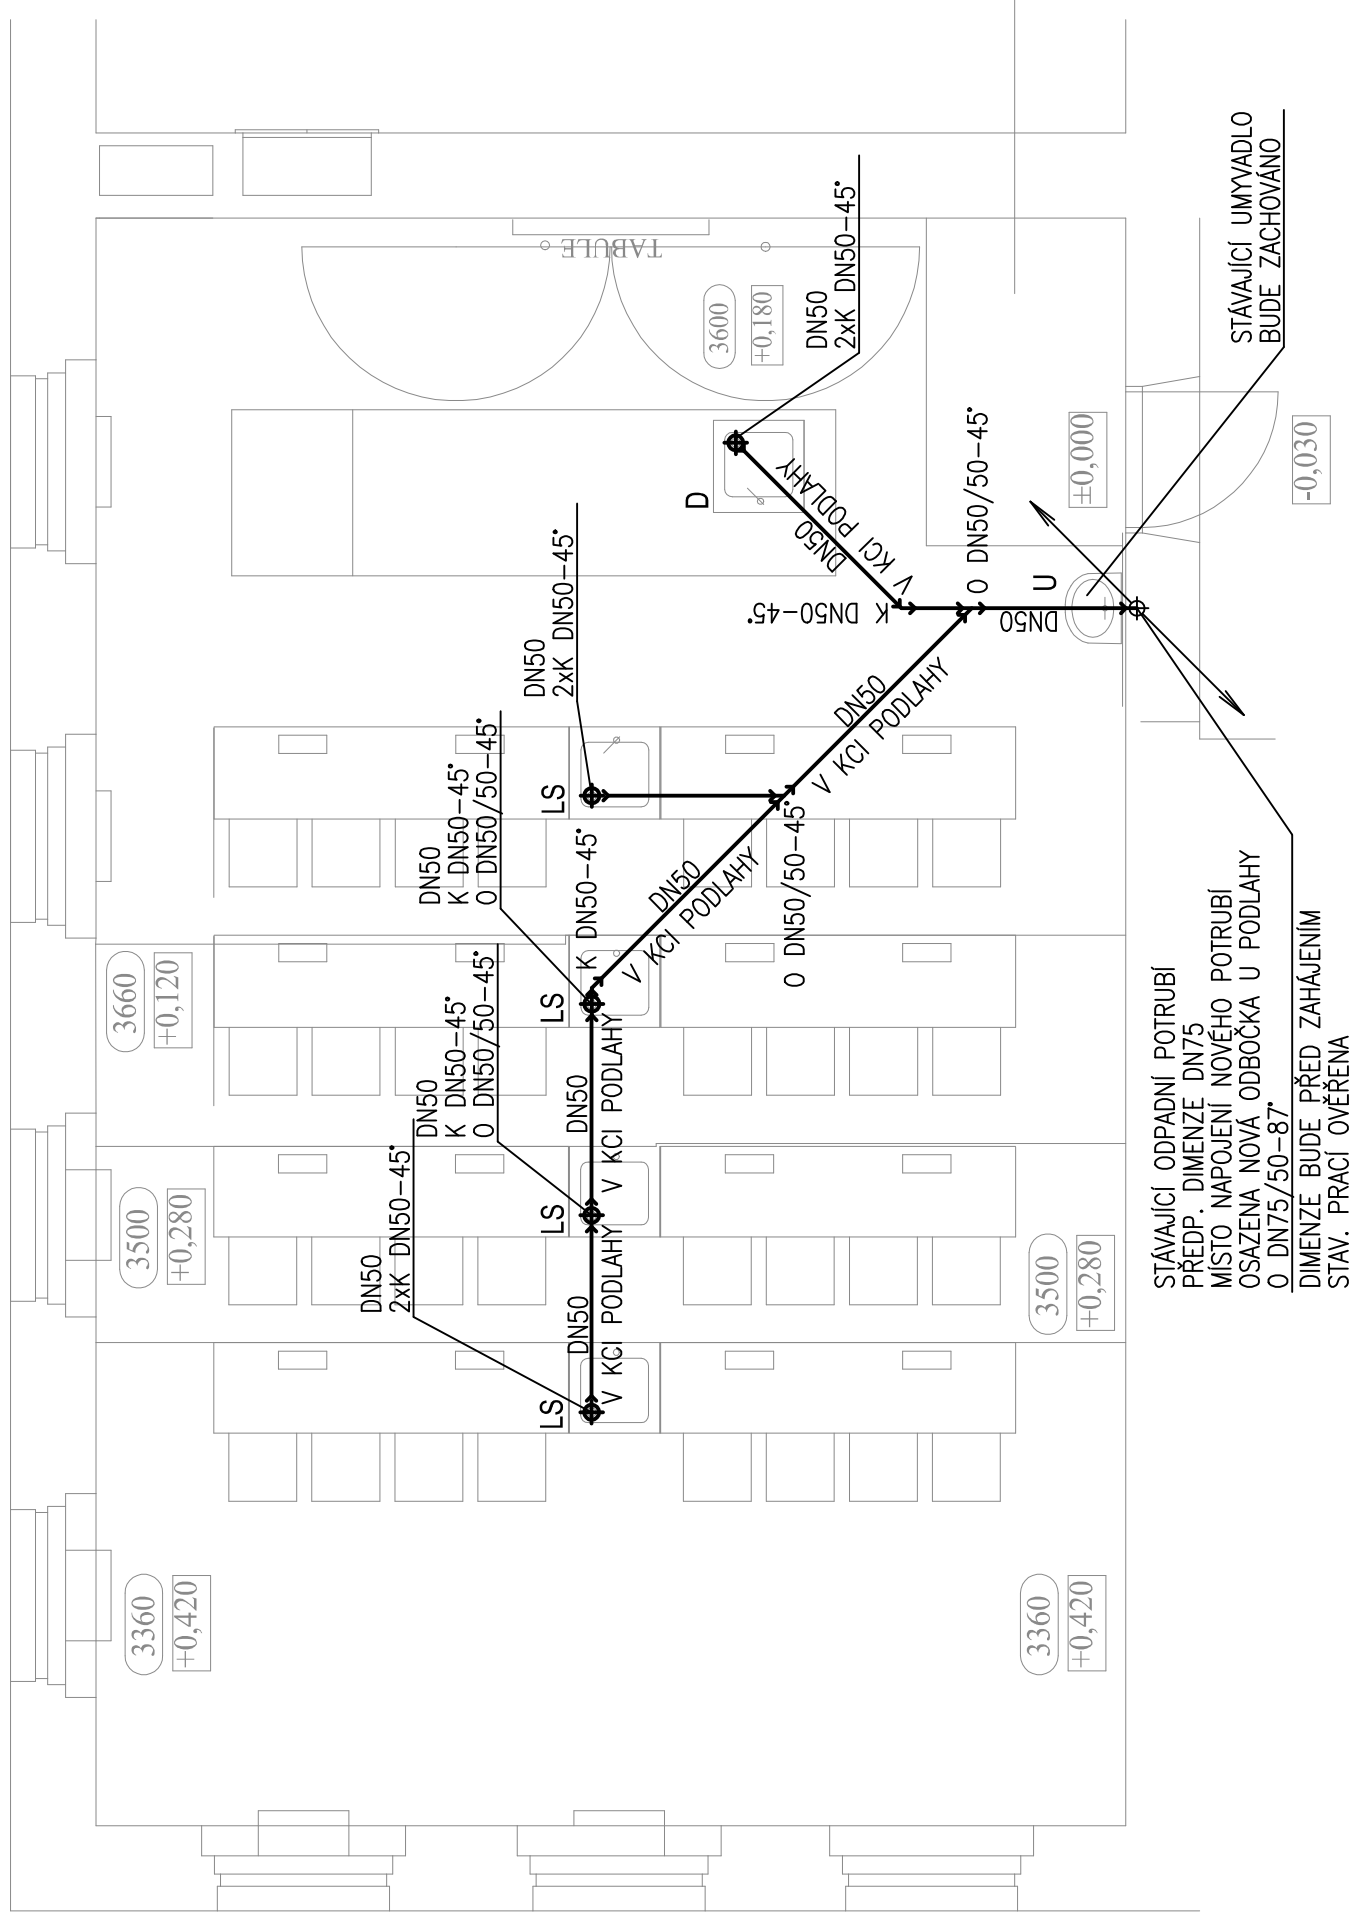 3360
+0,420
3500
+0,280
3660
+0,120
3600
+0,180
TABULE
3360
+0,420
3500
+0,280
±0,000
-0,030
DN50
2xK DN50-45°
DN50
K DN50-45°
O DN50/50-45°
DN50
K DN50-45°
O DN50/50-45°
DN50
2xK DN50-45°
DN50
2xK DN50-45°
LS
LS
LS
LS
D
U
DN50
V KCI PODLAHY
DN50
V KCI PODLAHY
K DN50-45°
DN50
V KCI PODLAHY
O DN50/50-45°
DN50
V KCI PODLAHY
DN50
V KCI PODLAHY
K DN50-45°
O DN50/50-45°
DN50
STÁVAJÍCÍ UMYVADLO
BUDE ZACHOVÁNO
STÁVAJÍCÍ ODPADNÍ POTRUBÍ
PŘEDP. DIMENZE DN75
MÍSTO NAPOJENÍ NOVÉHO POTRUBÍ
OSAZENA NOVÁ ODBOČKA U PODLAHY
O DN75/50-87°
DIMENZE BUDE PŘED ZAHÁJENÍM
STAV. PRACÍ OVĚŘENA